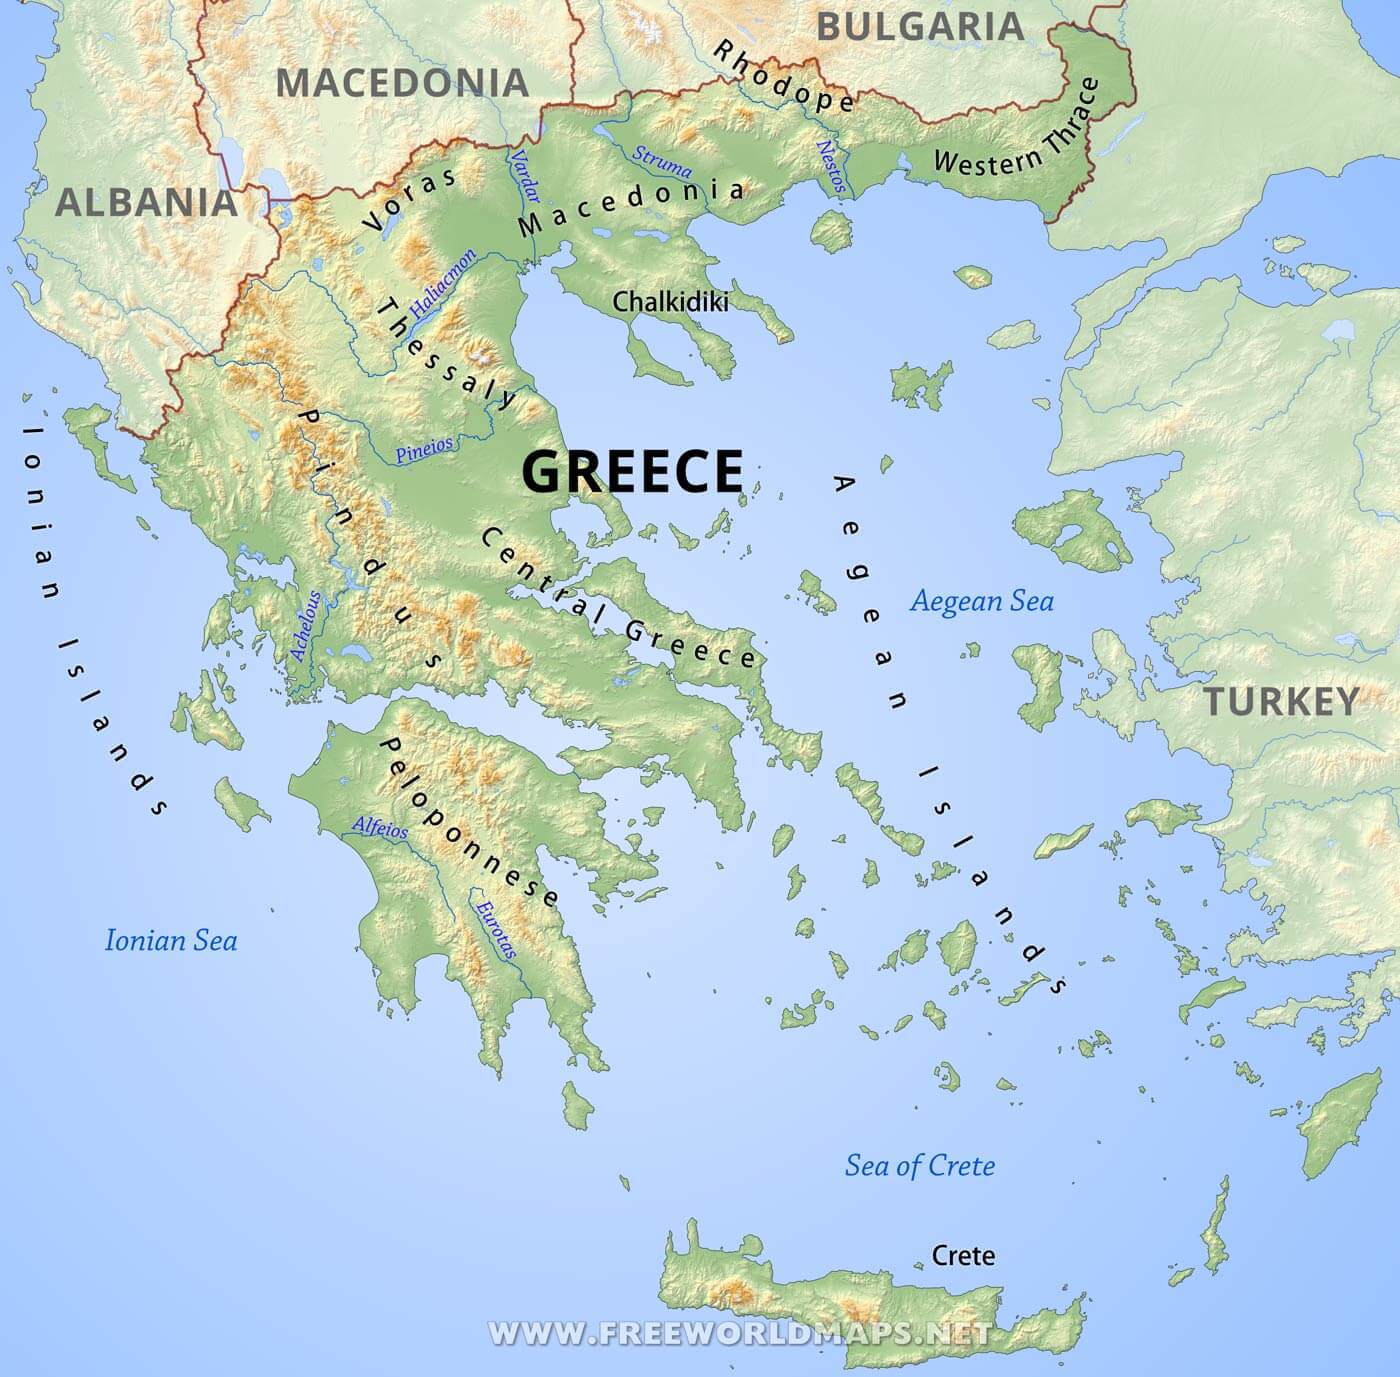 BULGARIA
Rhodope
MACEDONIA
Western Thrace
Vardar
Struma
Nestos
Voras
Macedonia
ALBANIA
Haliacmon
Chalkidiki
Thessaly
Pindus
Pineios
GREECE
Ionian Islands
Aegean Islands
Central Greece
Achelous
Aegean Sea
TURKEY
Peloponnese
Alfeios
Eurotas
Ionian Sea
Sea of Crete
Crete
WWW.FREEWORLDMAPS.NET